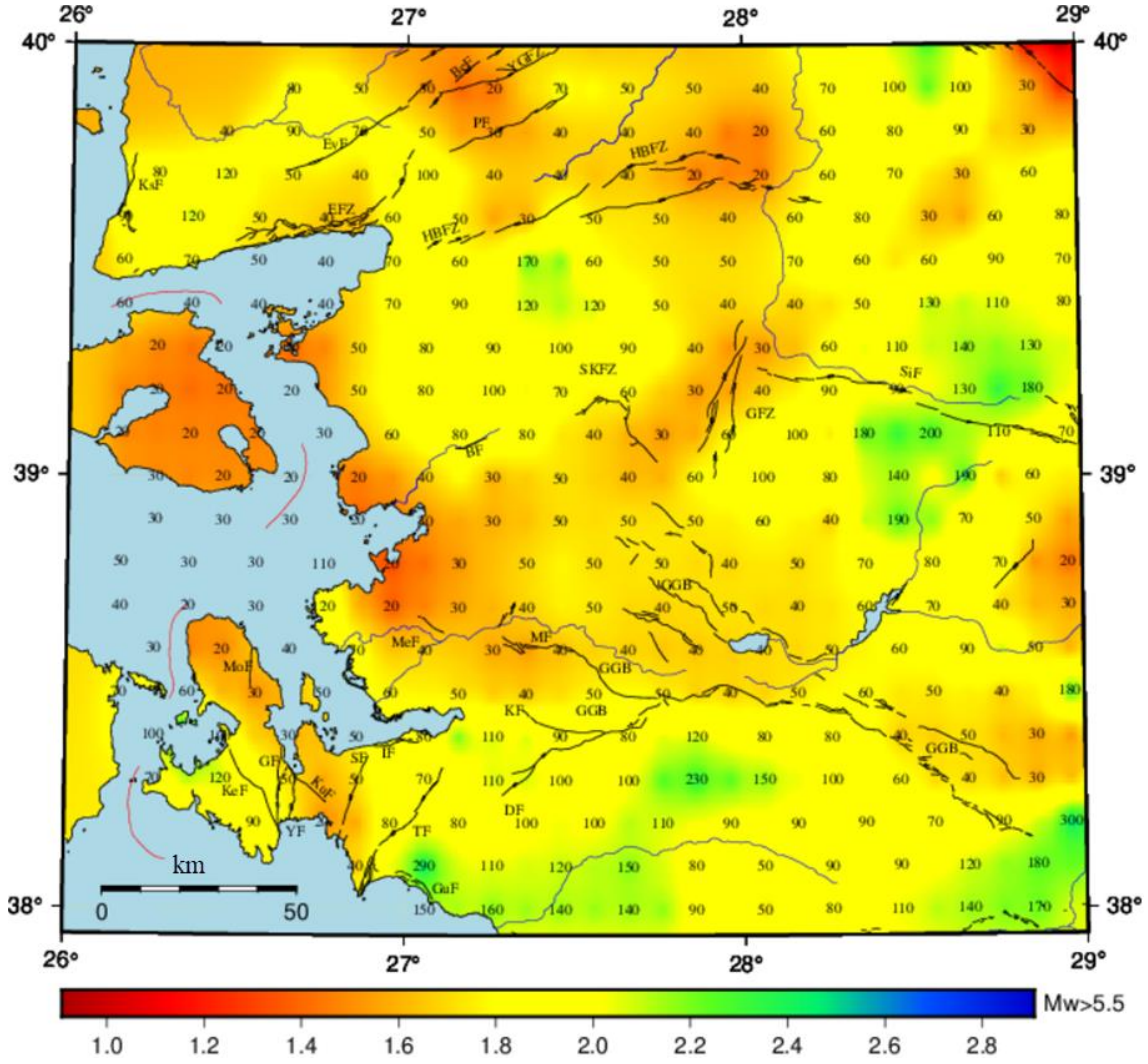 26° 27° 28° 29°
40° 40°
BeF YGFZ
80 50 20 50 50 40 70 100 100 30
PF
40 90 70 50 30 40 40 20 60 80 90 30
EvF HBFZ
80 120 50 40 100 40 40 20 20 60 70 30 60
KsF
EFZ
120 50 40 60 50 30 50 50 40 60 50 30 60 80
HBFZ
60 70 50 40 70 60 170 60 50 50 70 60 60 90 70
60 40 40 40 70 90 120 120 50 40 40 50 130 110 80
20 20 50 80 90 100 90 40 30 60 110 140 130
SKFZ SiF
20 20 20 50 80 100 70 60 30 40 90 130 180
GFZ
20 20 30 60 80 80 40 30 100 180 200 110 70
BF
39° 39°
30 20 20 20 40 30 50 40 60 100 80 140 190 60
30 30 30 20 30 50 50 50 60 40 190 70 50
50 30 30 110 30 50 50 40 50 70 80 70 20
GGB
40 20 30 20 20 30 40 50 40 50 40 60 70 40 30
MeF MF
30 20 40 40 30 40 40 40 40 50 60 90 80
MoF GGB
60 30 50 60 50 40 50 40 50 60 50 40 180
KF GGB
100 30 50 80 110 90 80 120 80 80 40 50 30 30
GF SF IF GGB
70 120 50 50 70 110 100 100 230 150 100 60 40 30
KeF KuF
DF
90 YF 80 80 100 100 110 90 90 90 70 90 300
TF
km
40 290 110 120 150 80 50 90 90 120 180
GuF
0 50
38° 38°
150 160 140 140 90 50 80 110 140 170
26° 27° 28° 29°
Mw>5.5
1.0 1.2 1.4 1.6 1.8 2.0 2.2 2.4 2.6 2.8